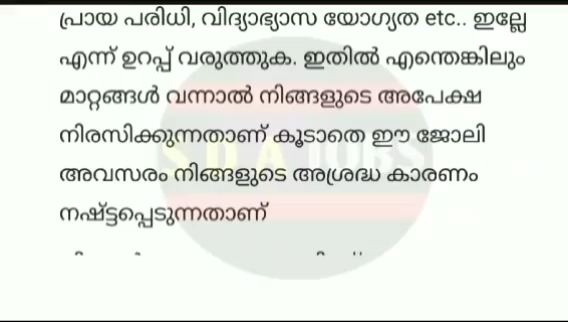 പ്രായ പരിധി, വിദ്യാഭ്യാസ യോഗ്യത etc.. ഇല്ലേ
എന്ന് ഉറപ്പ് വരുത്തുക. ഇതിൽ എന്തെങ്കിലും
മാറ്റങ്ങൾ വന്നാൽ നിങ്ങളുടെ അപേക്ഷ
നിരസിക്കുന്നതാണ് കൂടാതെ ഈ ജോലി
S D A JOBS
അവസരം നിങ്ങളുടെ അശ്രദ്ധ കാരണം
നഷ്ട്ടപ്പെടുന്നതാണ്